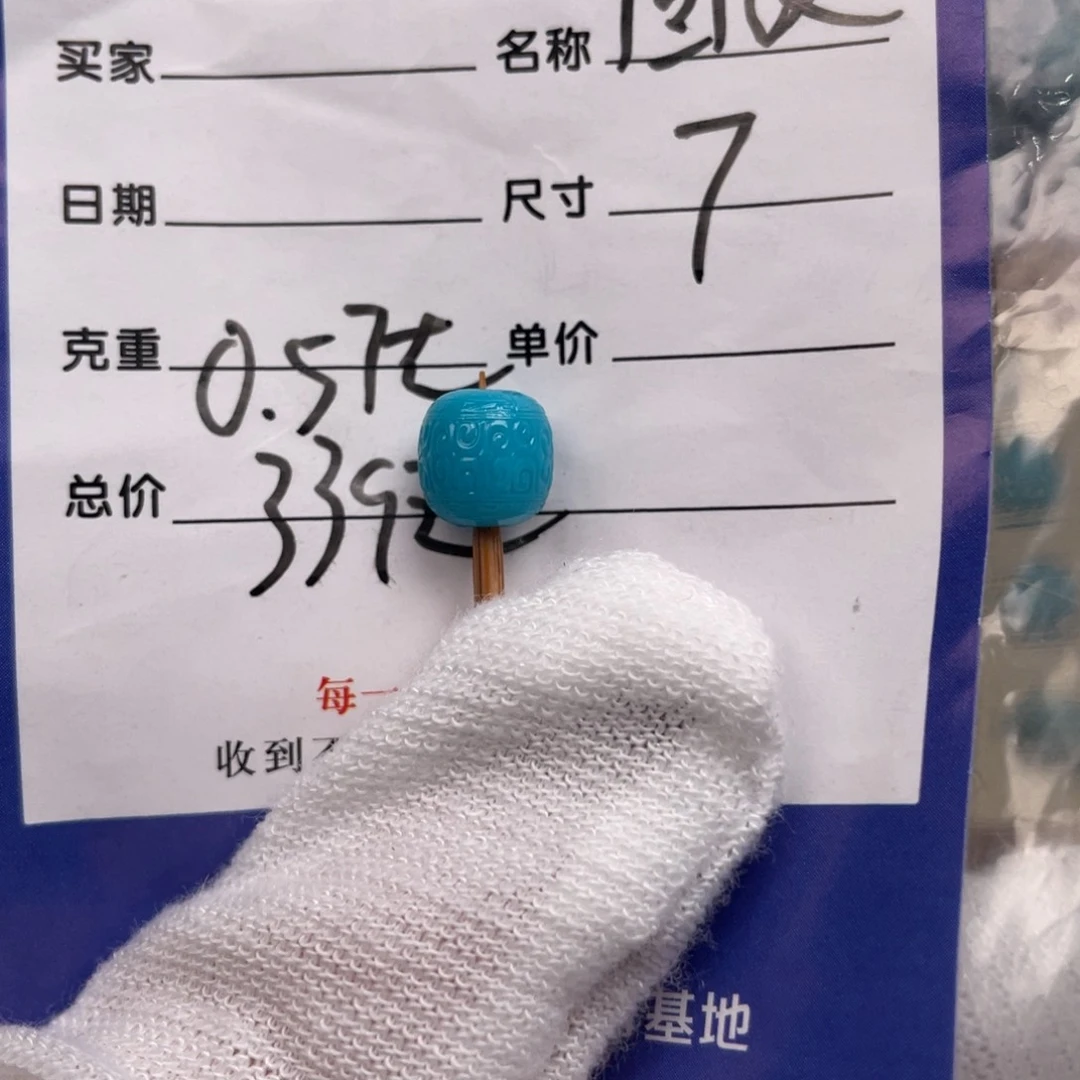 买家 名称
日期 尺寸 7
克重 0.57 单价
总价 339
每一
收到
基地